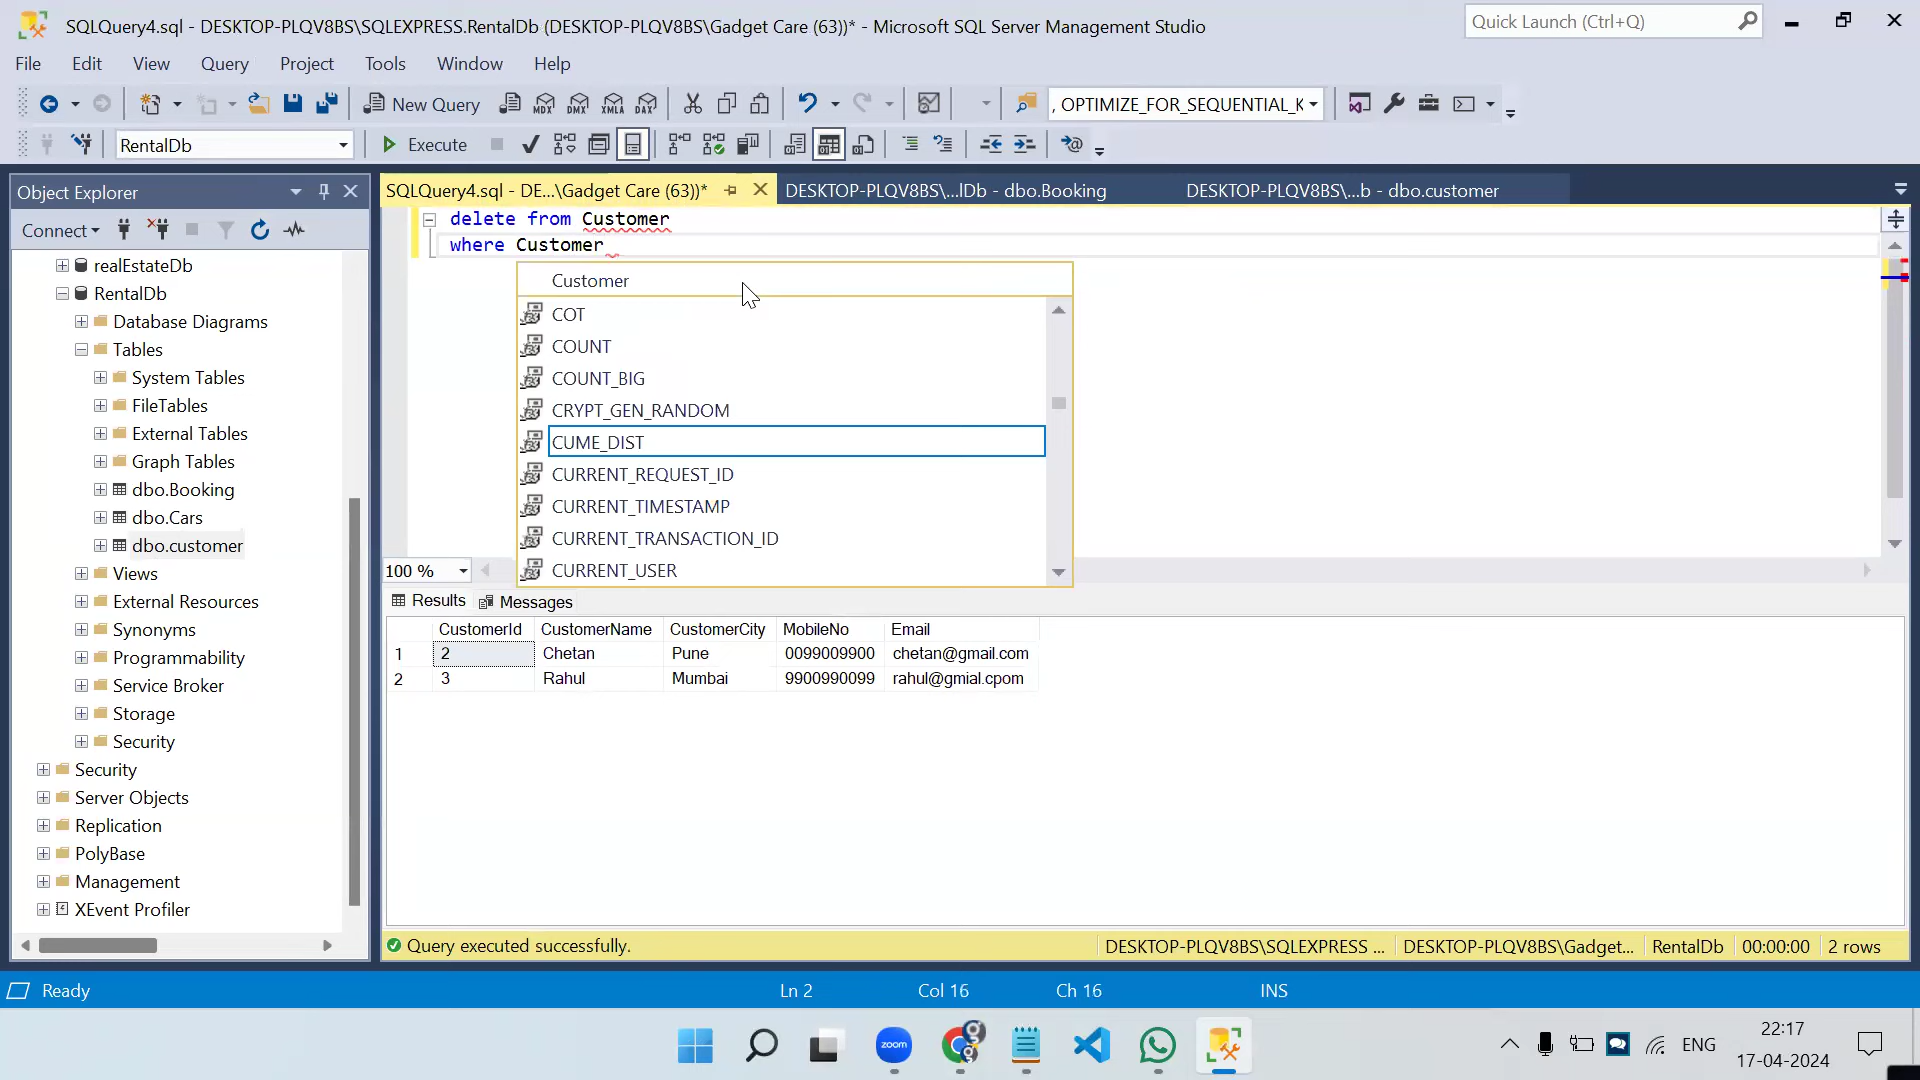 SQLQuery4.sql - DESKTOP-PLQV8BS\SQLEXPRESS.RentalDb (DESKTOP-PLQV8BS\Gadget Care (63))* - Microsoft SQL Server Management Studio
Quick Launch (Ctrl+Q)
File Edit View Query Project Tools Window Help
New Query
MDX DMX XMLA DAX
, OPTIMIZE_FOR_SEQUENTIAL_K
RentalDb
Execute
Object Explorer
Connect
realEstateDb
RentalDb
Database Diagrams
Tables
System Tables
FileTables
External Tables
Graph Tables
dbo.Booking
dbo.Cars
dbo.customer
Views
External Resources
Synonyms
Programmability
Service Broker
Storage
Security
Security
Server Objects
Replication
PolyBase
Management
XEvent Profiler
SQLQuery4.sql - DE...\Gadget Care (63))*
DESKTOP-PLQV8BS\...lDb - dbo.Booking
DESKTOP-PLQV8BS\...b - dbo.customer
delete from Customer
where Customer
Customer
COT
COUNT
COUNT_BIG
CRYPT_GEN_RANDOM
CUME_DIST
CURRENT_REQUEST_ID
CURRENT_TIMESTAMP
CURRENT_TRANSACTION_ID
CURRENT_USER
100 %
Results Messages
CustomerId CustomerName CustomerCity MobileNo Email
1 2 Chetan Pune 0099009900 chetan@gmail.com
2 3 Rahul Mumbai 9900990099 rahul@gmial.cpom
Query executed successfully.
DESKTOP-PLQV8BS\SQLEXPRESS ... DESKTOP-PLQV8BS\Gadget... RentalDb 00:00:00 2 rows
Ready
Ln 2 Col 16 Ch 16 INS
zoom
ENG
22:17
17-04-2024